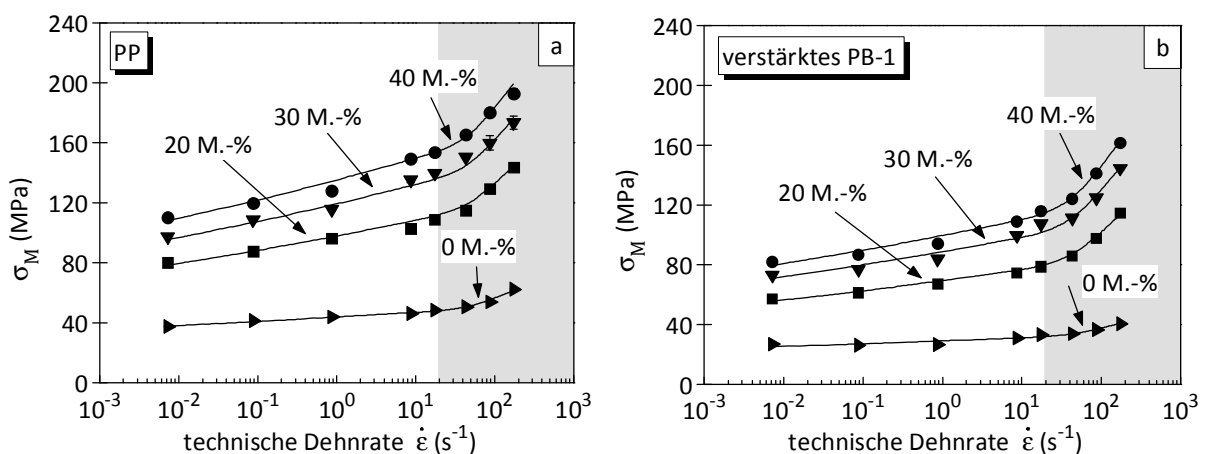 PP
a
240
200
160
120
80
40
0
σM (MPa)
40 M.-%
30 M.-%
20 M.-%
0 M.-%
10⁻³ 10⁻² 10⁻¹ 10⁰ 10¹ 10² 10³
technische Dehnrate ε̇ (s⁻¹)
verstärktes PB-1
b
240
200
160
120
80
40
0
σM (MPa)
40 M.-%
30 M.-%
20 M.-%
0 M.-%
10⁻³ 10⁻² 10⁻¹ 10⁰ 10¹ 10² 10³
technische Dehnrate ε̇ (s⁻¹)